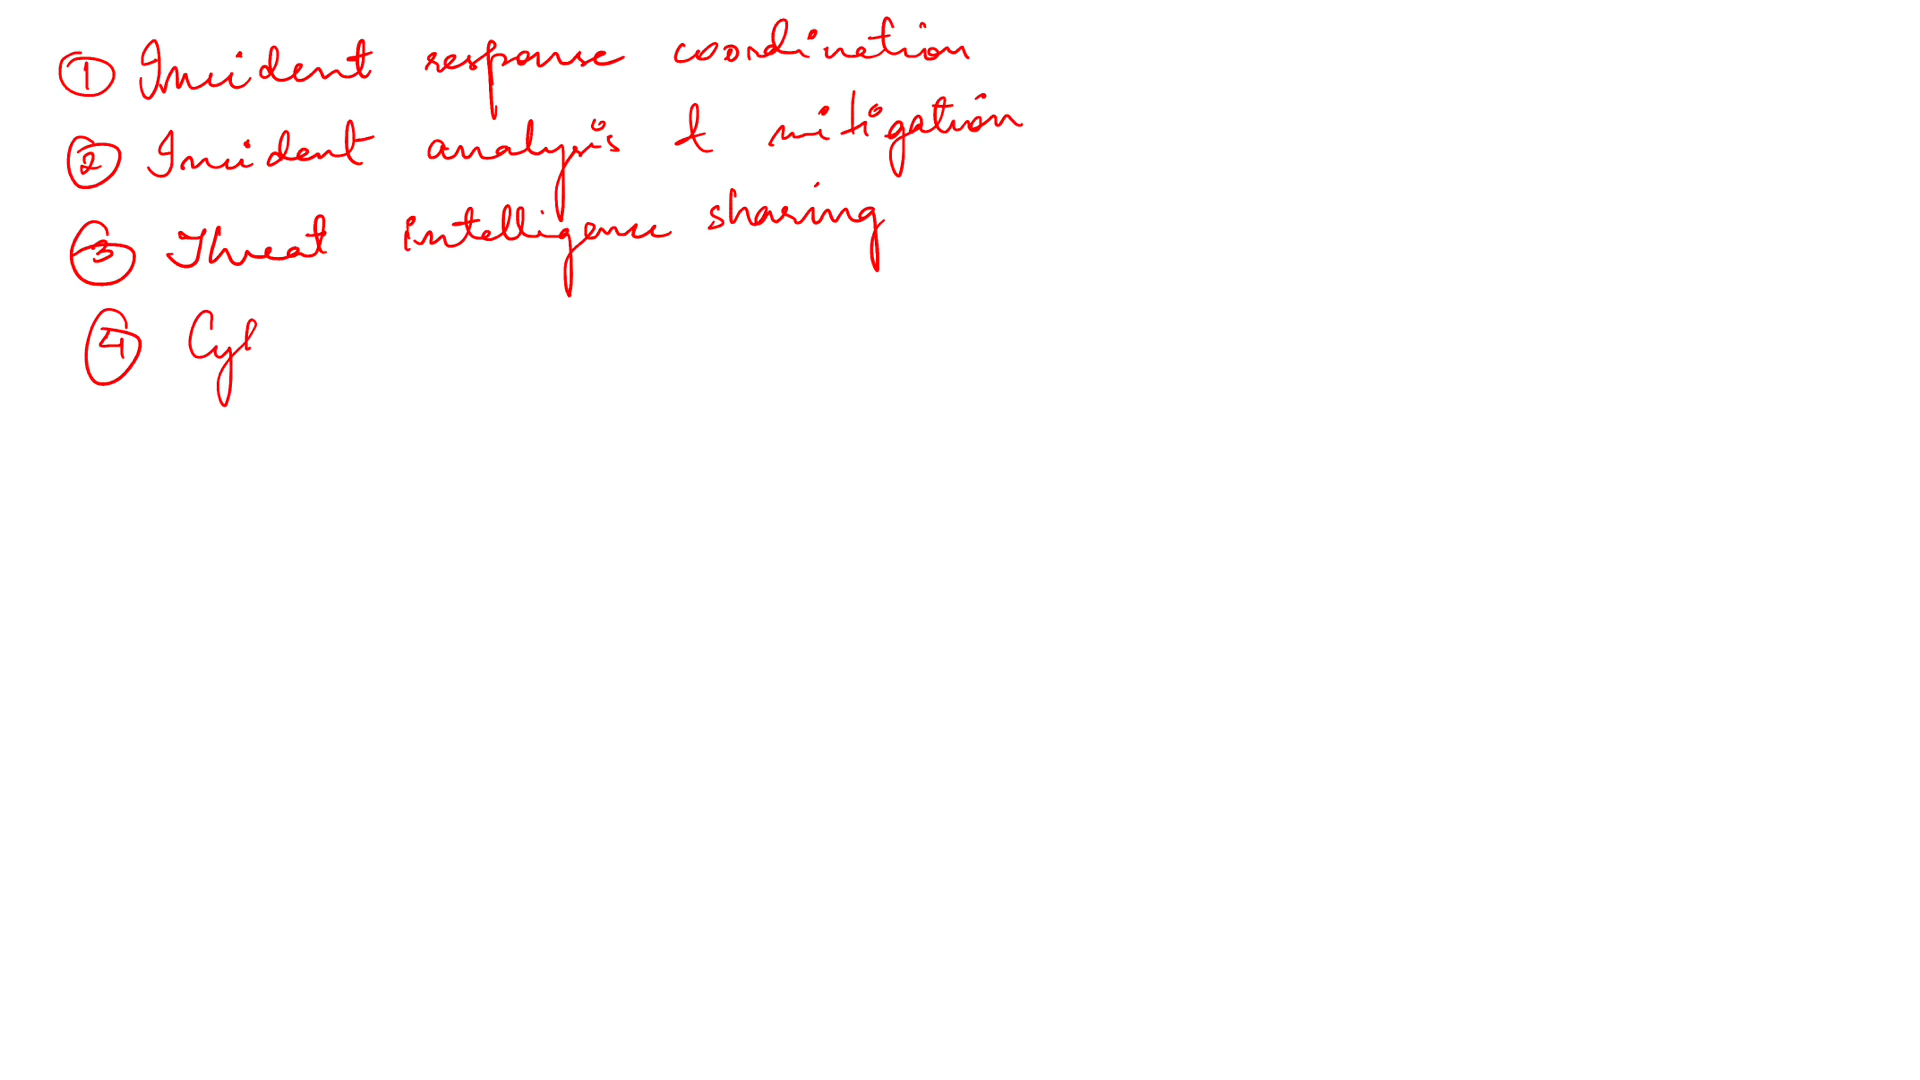 ① Incident response coordination
② Incident analysis & mitigation
③ Threat intelligence sharing
④ Cyl